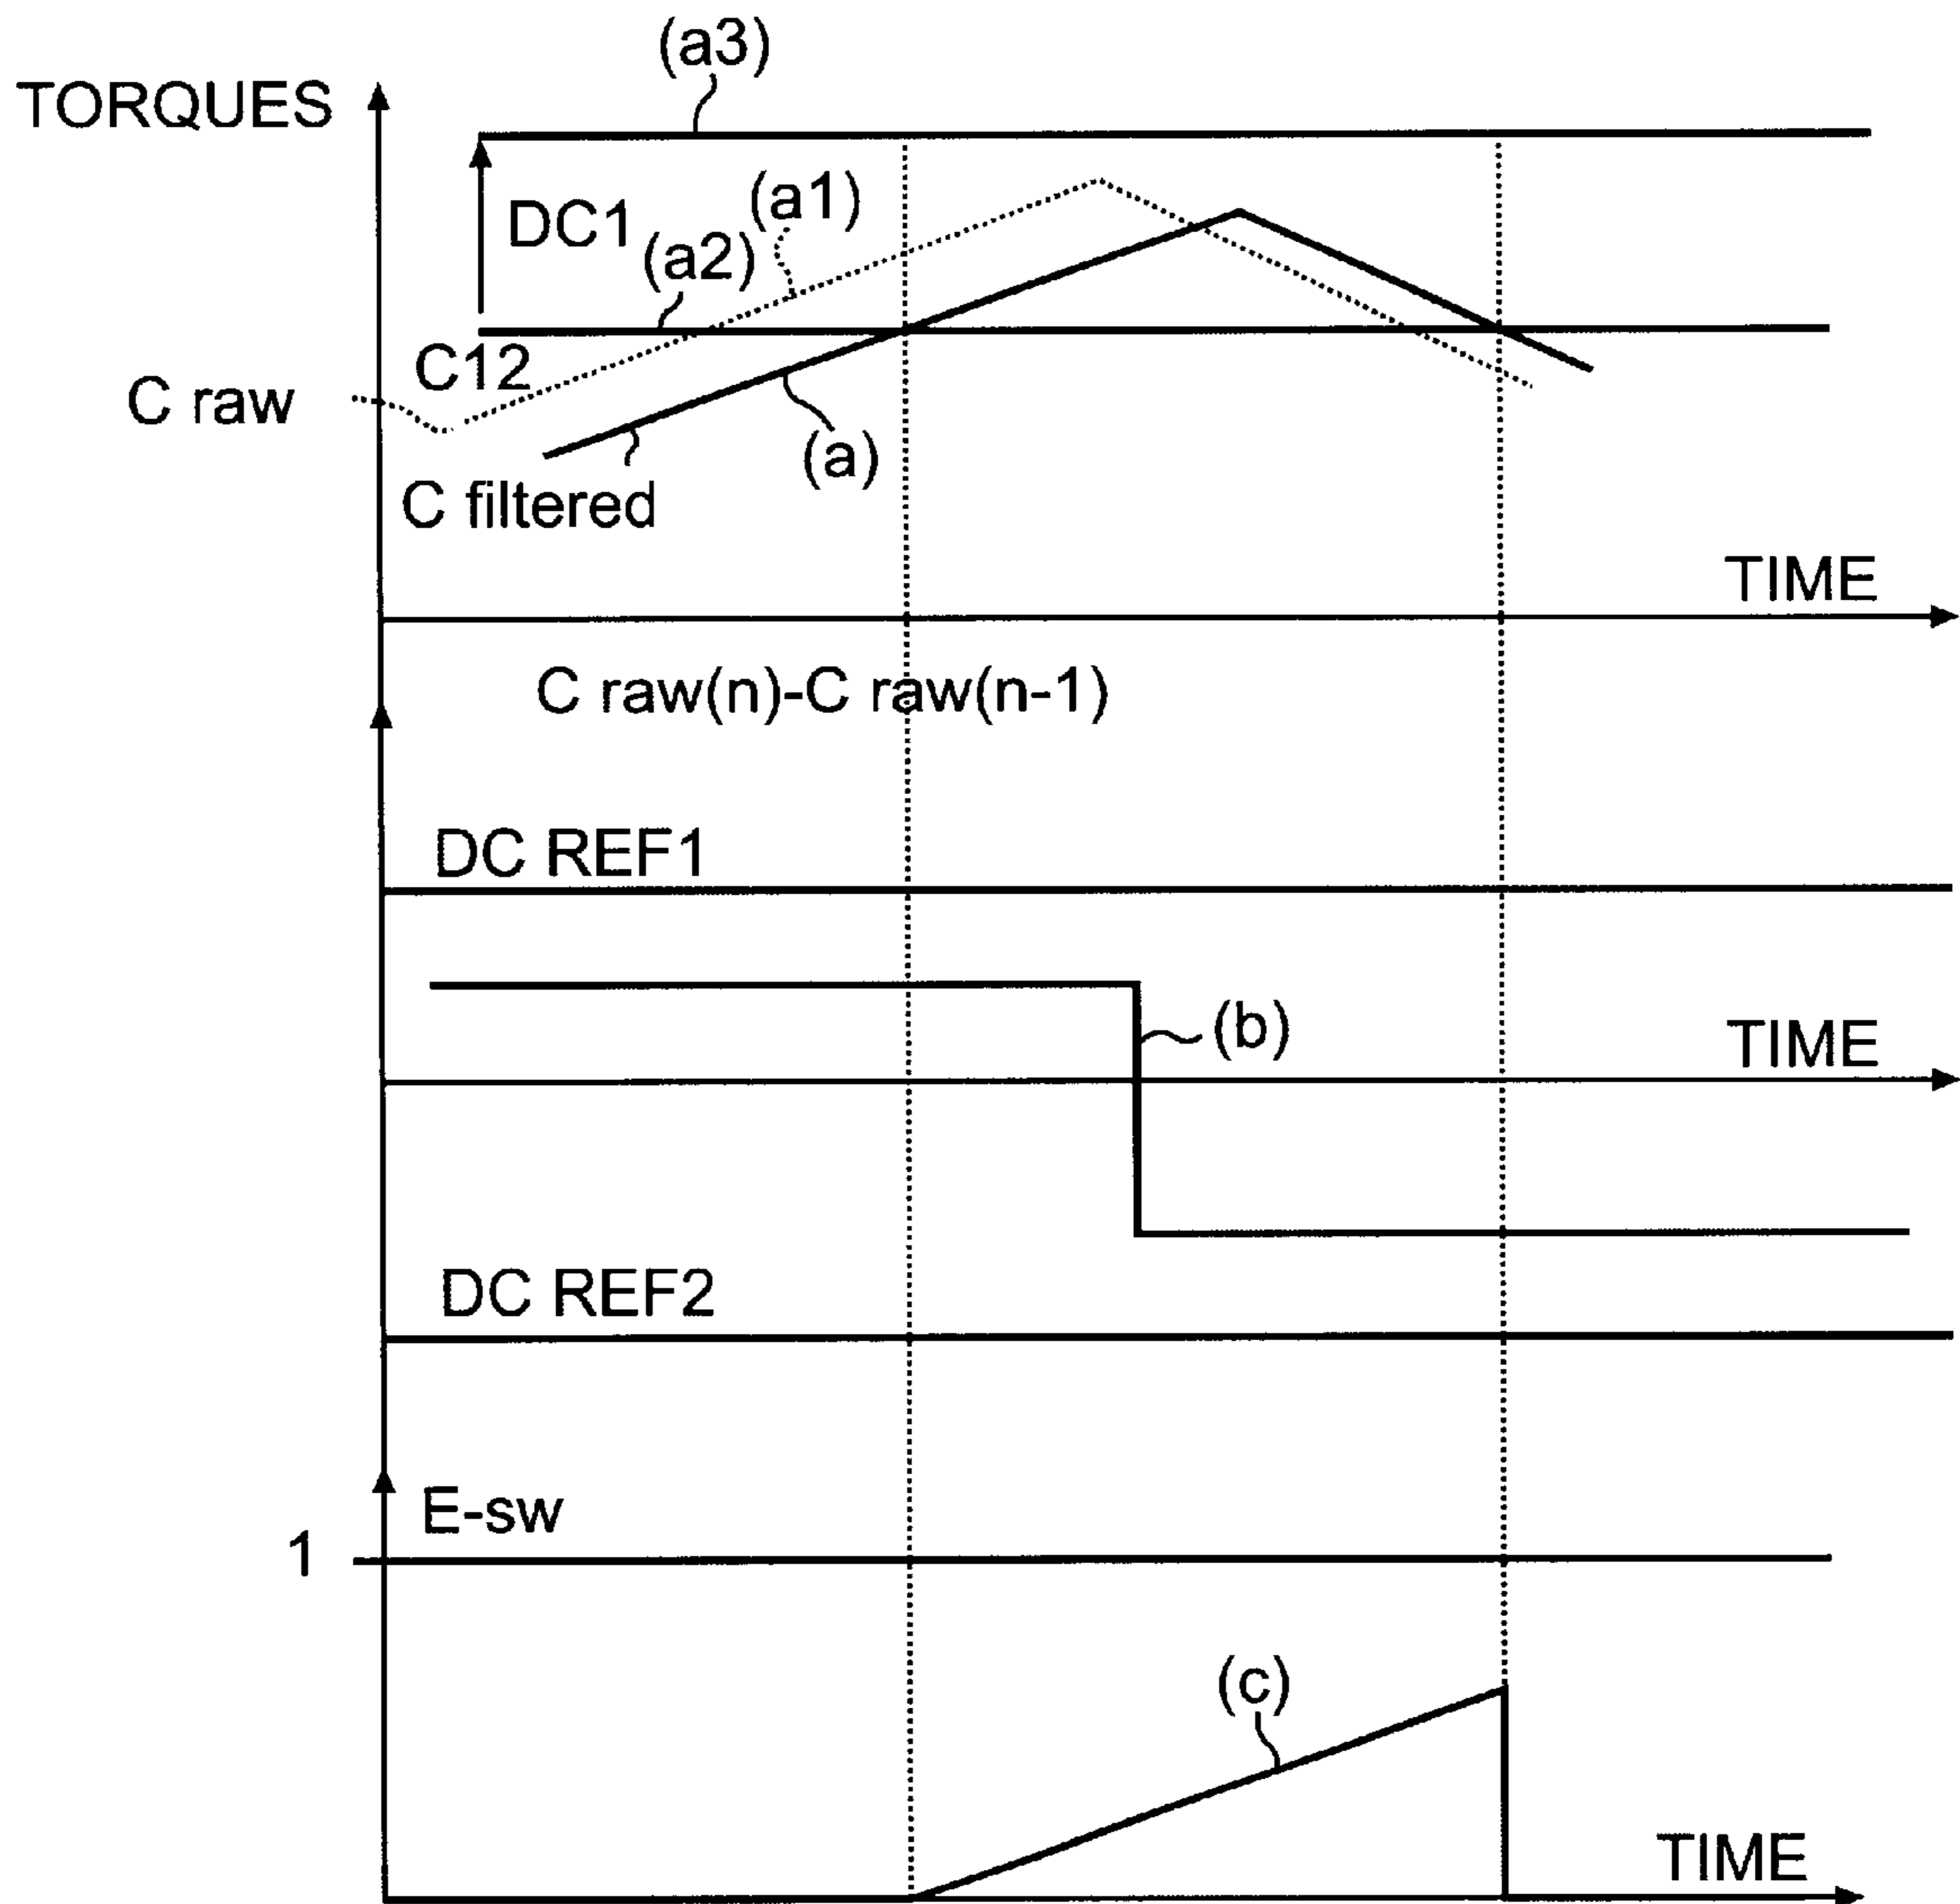 (a3)
TORQUES
DC1
(a1)
(a2)
C12
C raw
(a)
C filtered
TIME
C raw(n)-C raw(n-1)
DC REF1
(b)
TIME
DC REF2
E-sw
1
(c)
TIME